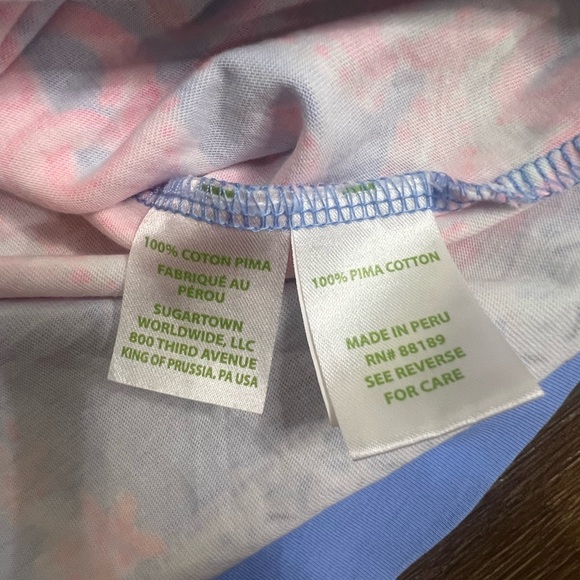 100% COTON PIMA
FABRIQUÉ AU
PÉROU
SUGARTOWN
WORLDWIDE, LLC
800 THIRD AVENUE
KING OF PRUSSIA, PA USA
100% PIMA COTTON
MADE IN PERU
RN# 88189
SEE REVERSE
FOR CARE